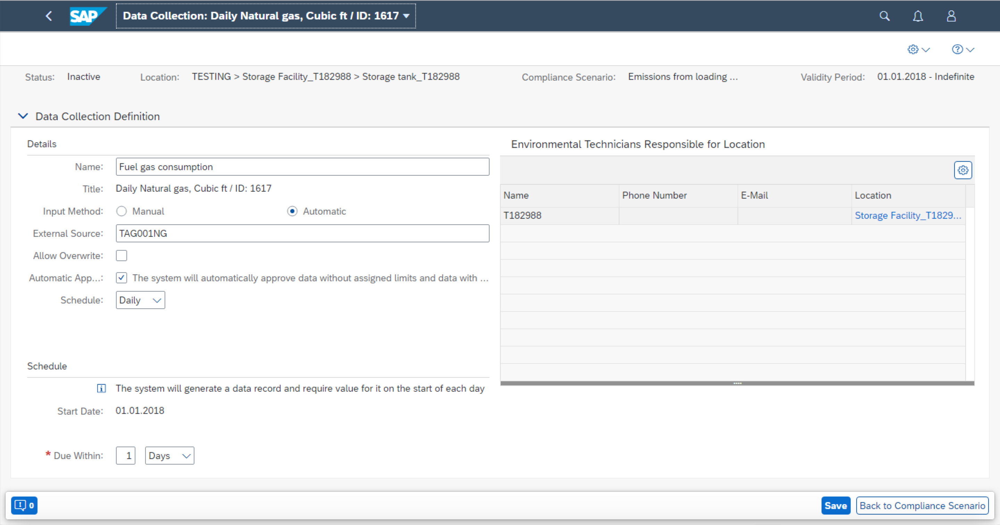 SAP Data Collection: Daily Natural gas, Cubic ft / ID: 1617
Status: Inactive Location: TESTING > Storage Facility_T182988 > Storage tank_T182988 Compliance Scenario: Emissions from loading ... Validity Period: 01.01.2018 - Indefinite
Data Collection Definition
Details
Name: Fuel gas consumption
Title: Daily Natural gas, Cubic ft / ID: 1617
Input Method: Manual Automatic
External Source: TAG001NG
Allow Overwrite:
Automatic App...: The system will automatically approve data without assigned limits and data with ...
Schedule: Daily
Schedule
The system will generate a data record and require value for it on the start of each day
Start Date: 01.01.2018
* Due Within: 1 Days
Environmental Technicians Responsible for Location
Name Phone Number E-Mail Location
T182988 Storage Facility_T1829...
0 Save Back to Compliance Scenario